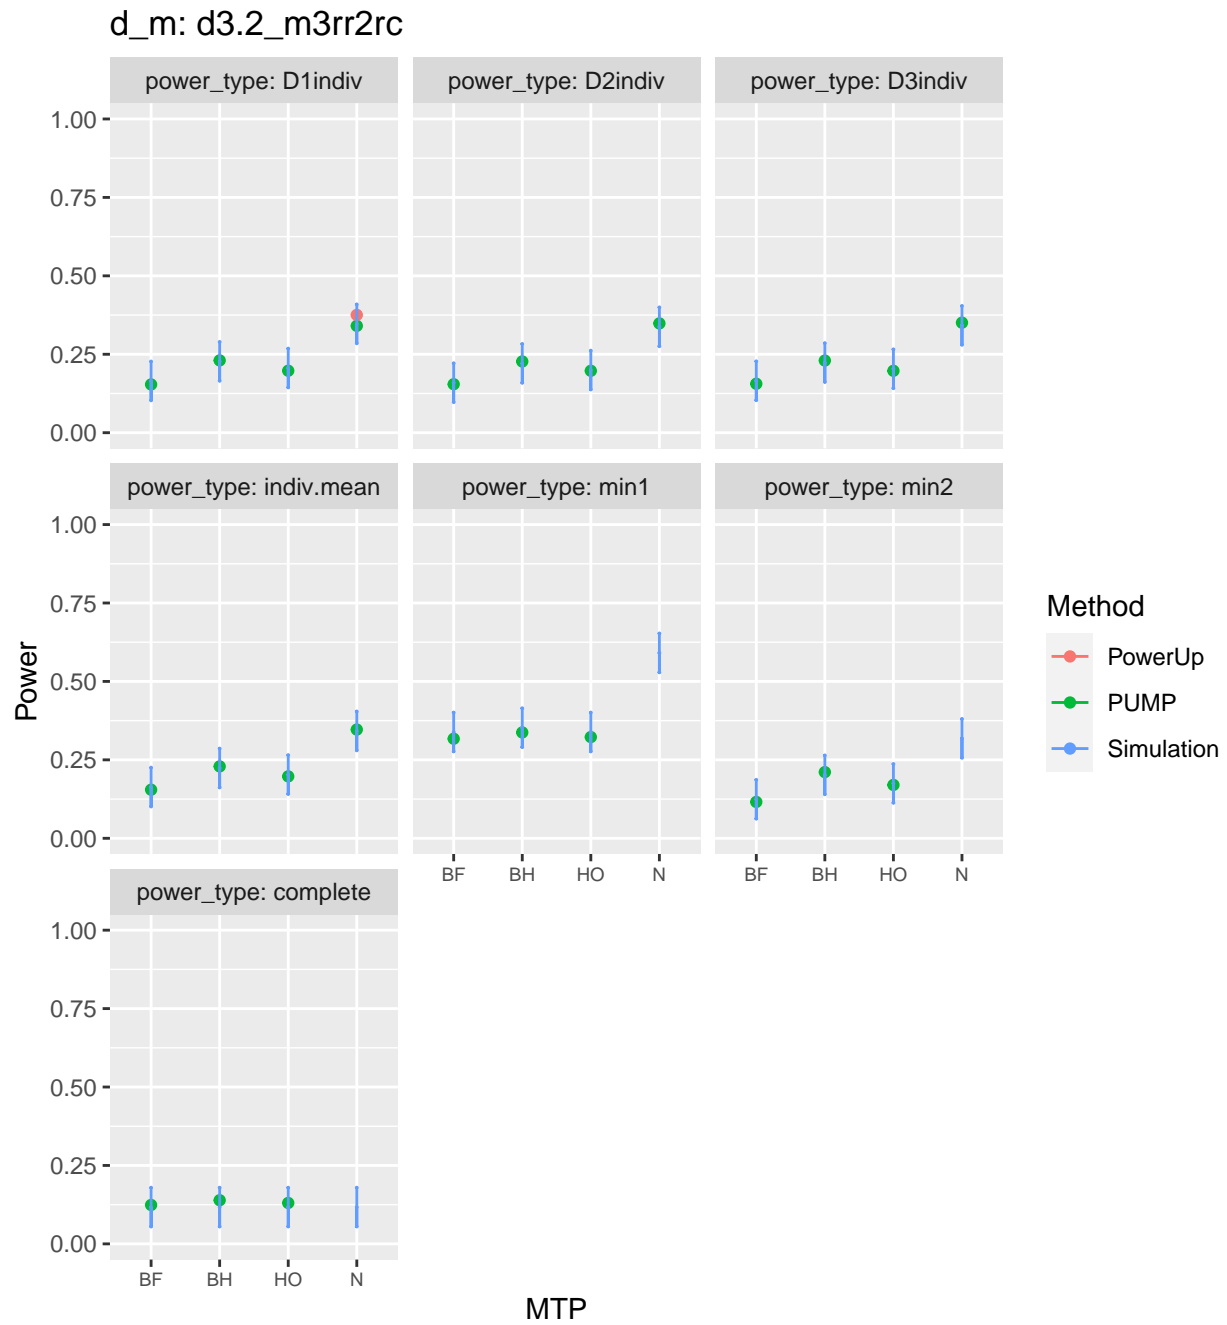 d_m: d3.2_m3rr2rc
power_type: D1indiv
power_type: D2indiv
power_type: D3indiv
1.00
0.75
0.50
0.25
0.00
power_type: indiv.mean
power_type: min1
power_type: min2
1.00
0.75
0.50
0.25
0.00
BF BH HO N
BF BH HO N
power_type: complete
1.00
0.75
0.50
0.25
0.00
BF BH HO N
MTP
Power
Method
PowerUp
PUMP
Simulation